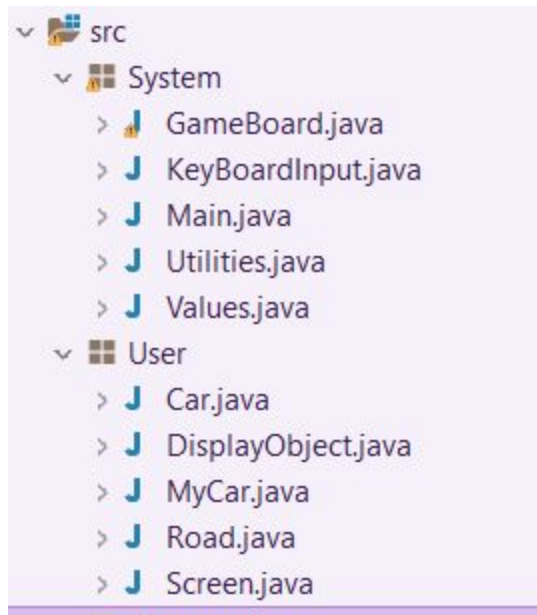 src
System
GameBoard.java
KeyBoardInput.java
Main.java
Utilities.java
Values.java
User
Car.java
DisplayObject.java
MyCar.java
Road.java
Screen.java